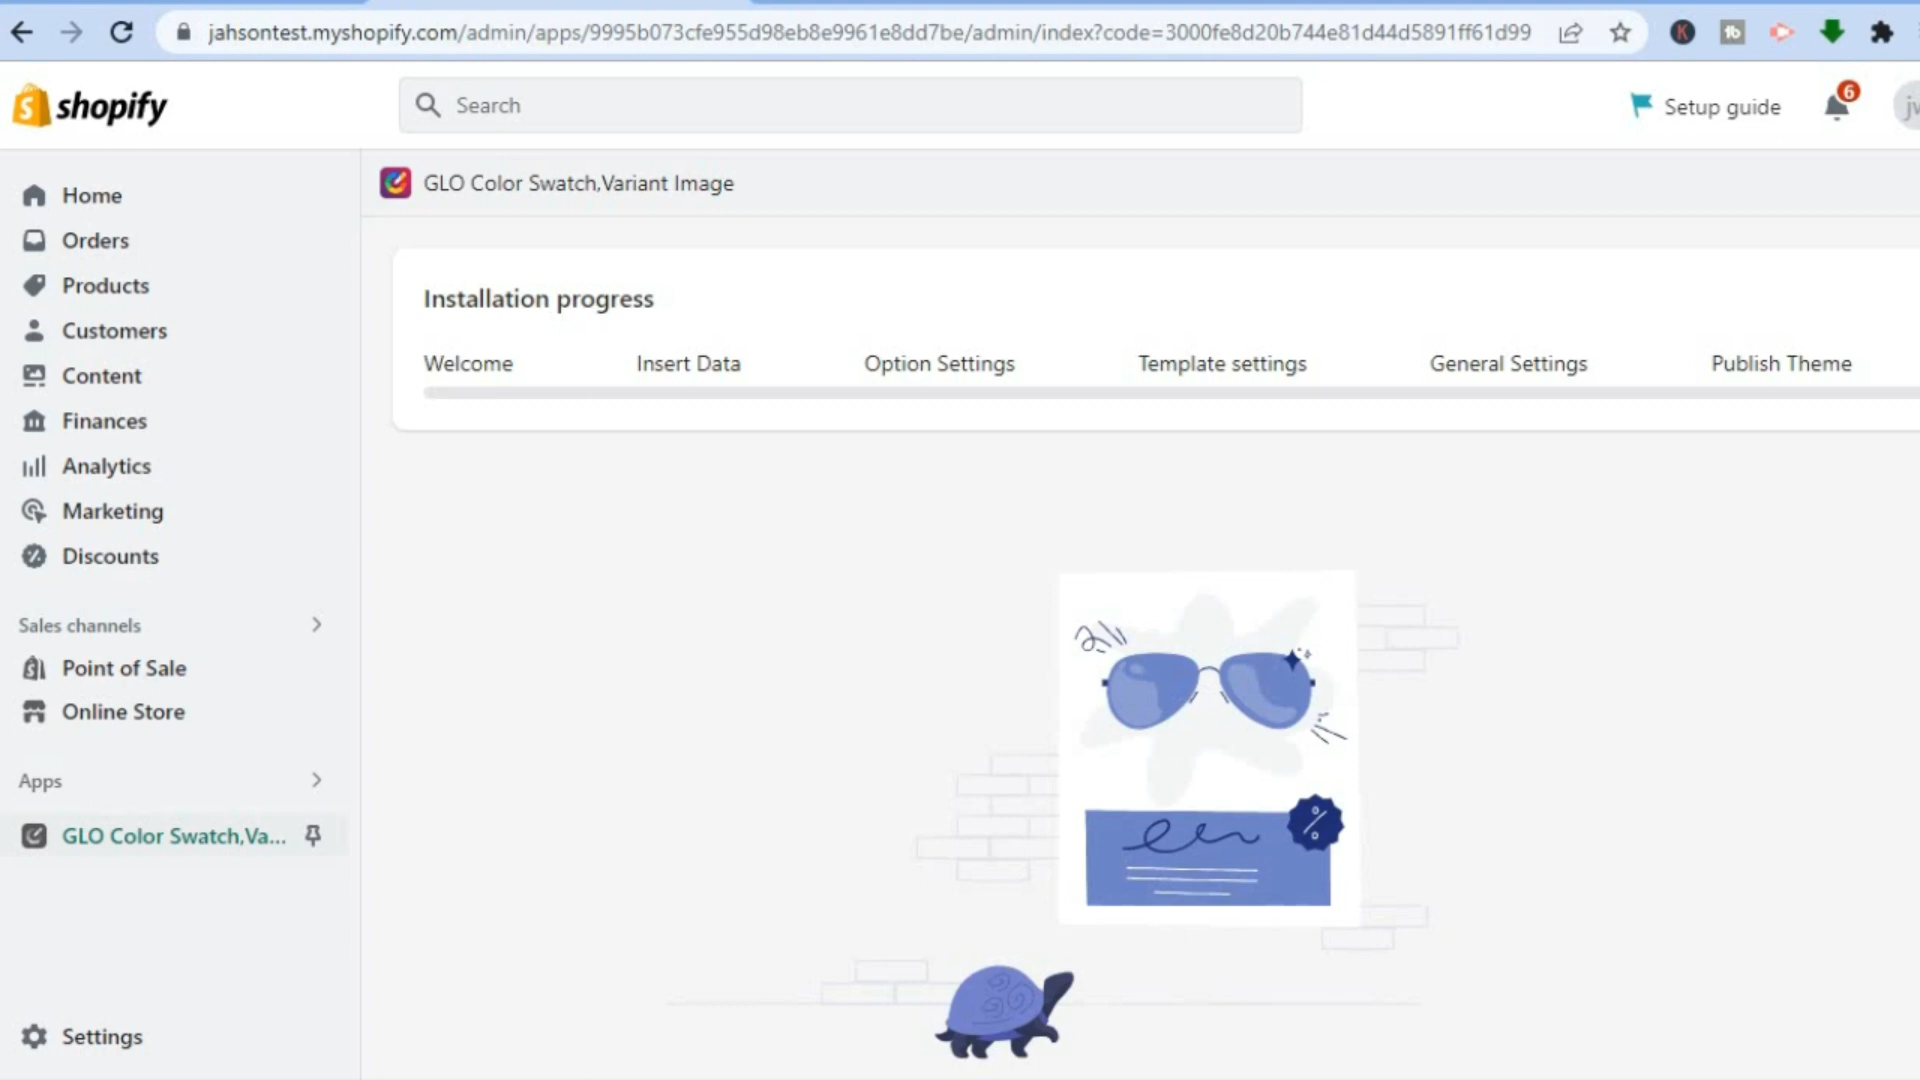 jahsontest.myshopify.com/admin/apps/9995b073cfe955d98eb8e9961e8dd7be/admin/index?code=3000fe8d20b744e81d44d5891ff61d99
K
tb
shopify
Search
Setup guide
6
GLO Color Swatch,Variant Image
Home
Orders
Products
Customers
Content
Finances
Analytics
Marketing
Discounts
Sales channels
Point of Sale
Online Store
Apps
GLO Color Swatch,Va...
Settings
Installation progress
Welcome Insert Data Option Settings Template settings General Settings Publish Theme
%